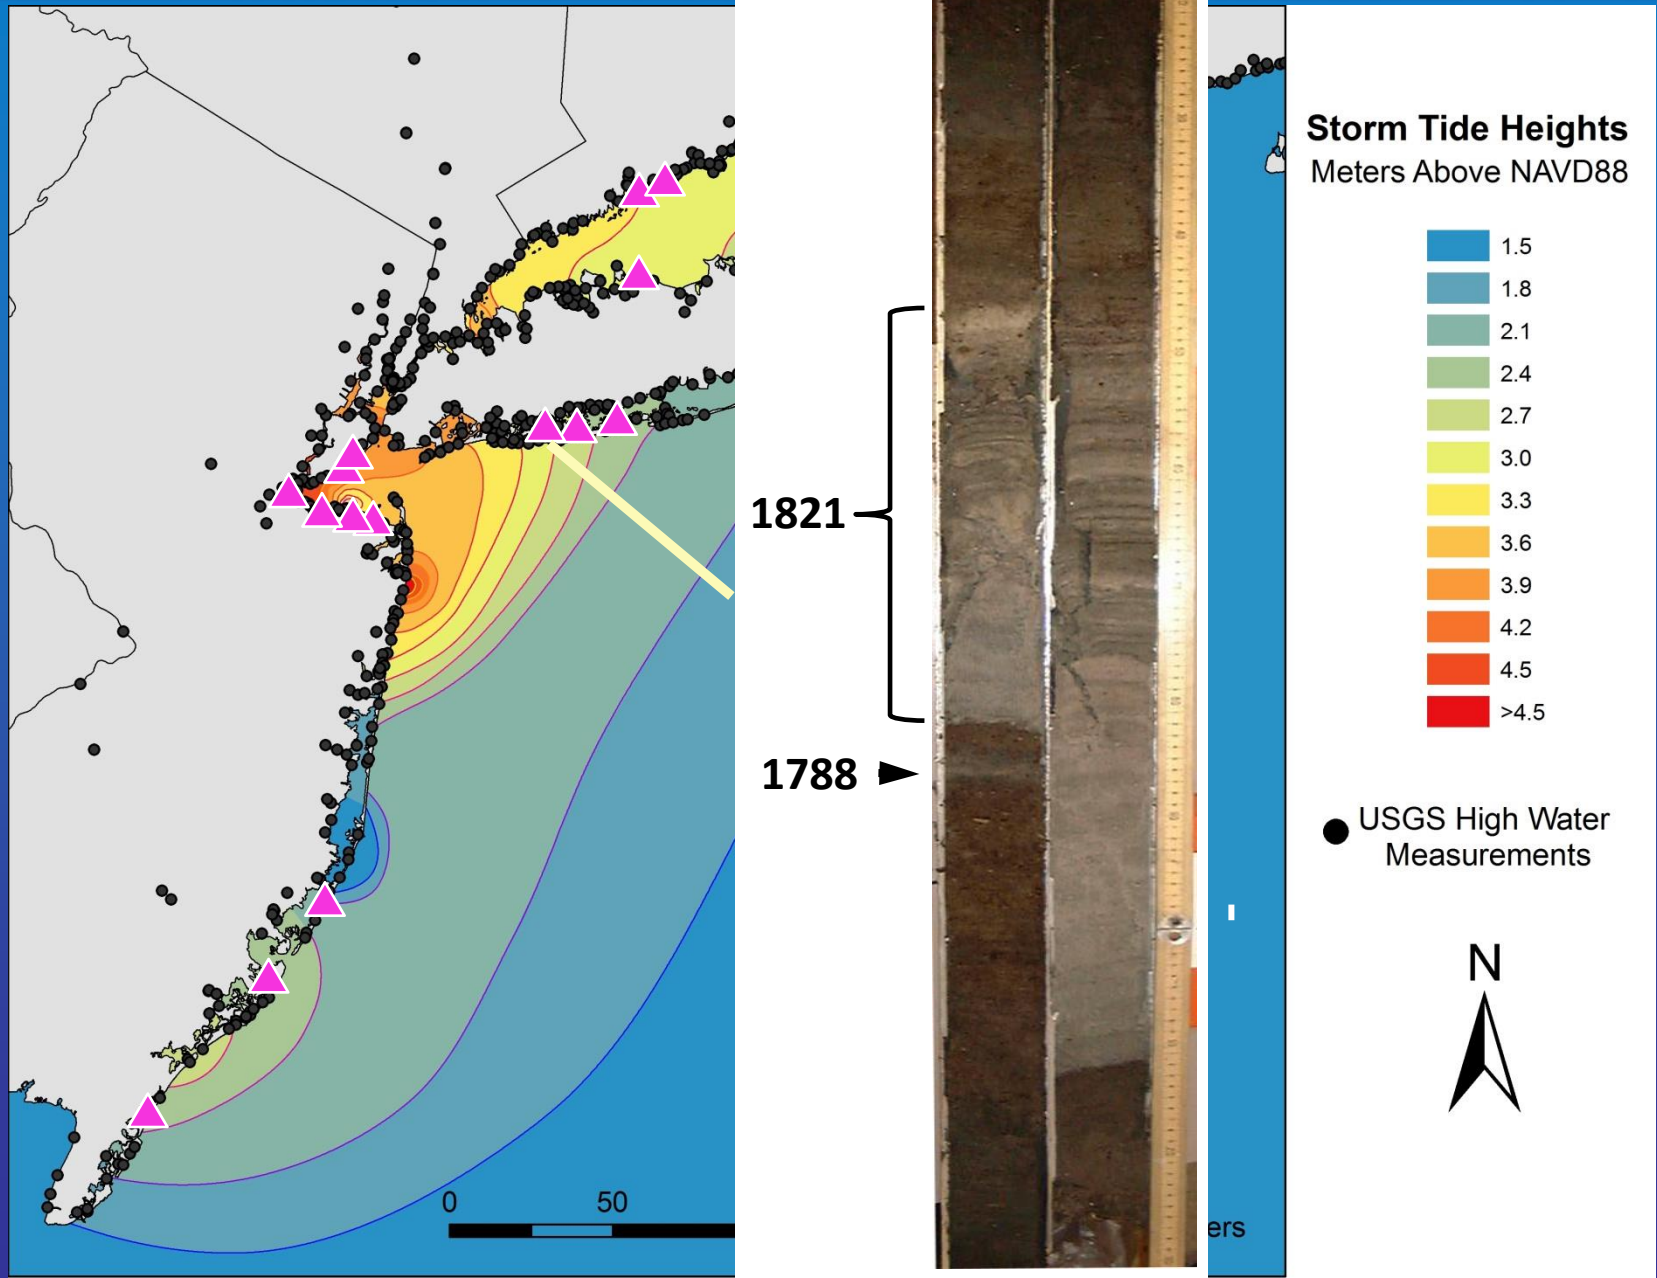 1821
1788
0 50
ers
Storm Tide Heights
Meters Above NAVD88
1.5
1.8
2.1
2.4
2.7
3.0
3.3
3.6
3.9
4.2
4.5
>4.5
USGS High Water
Measurements
N